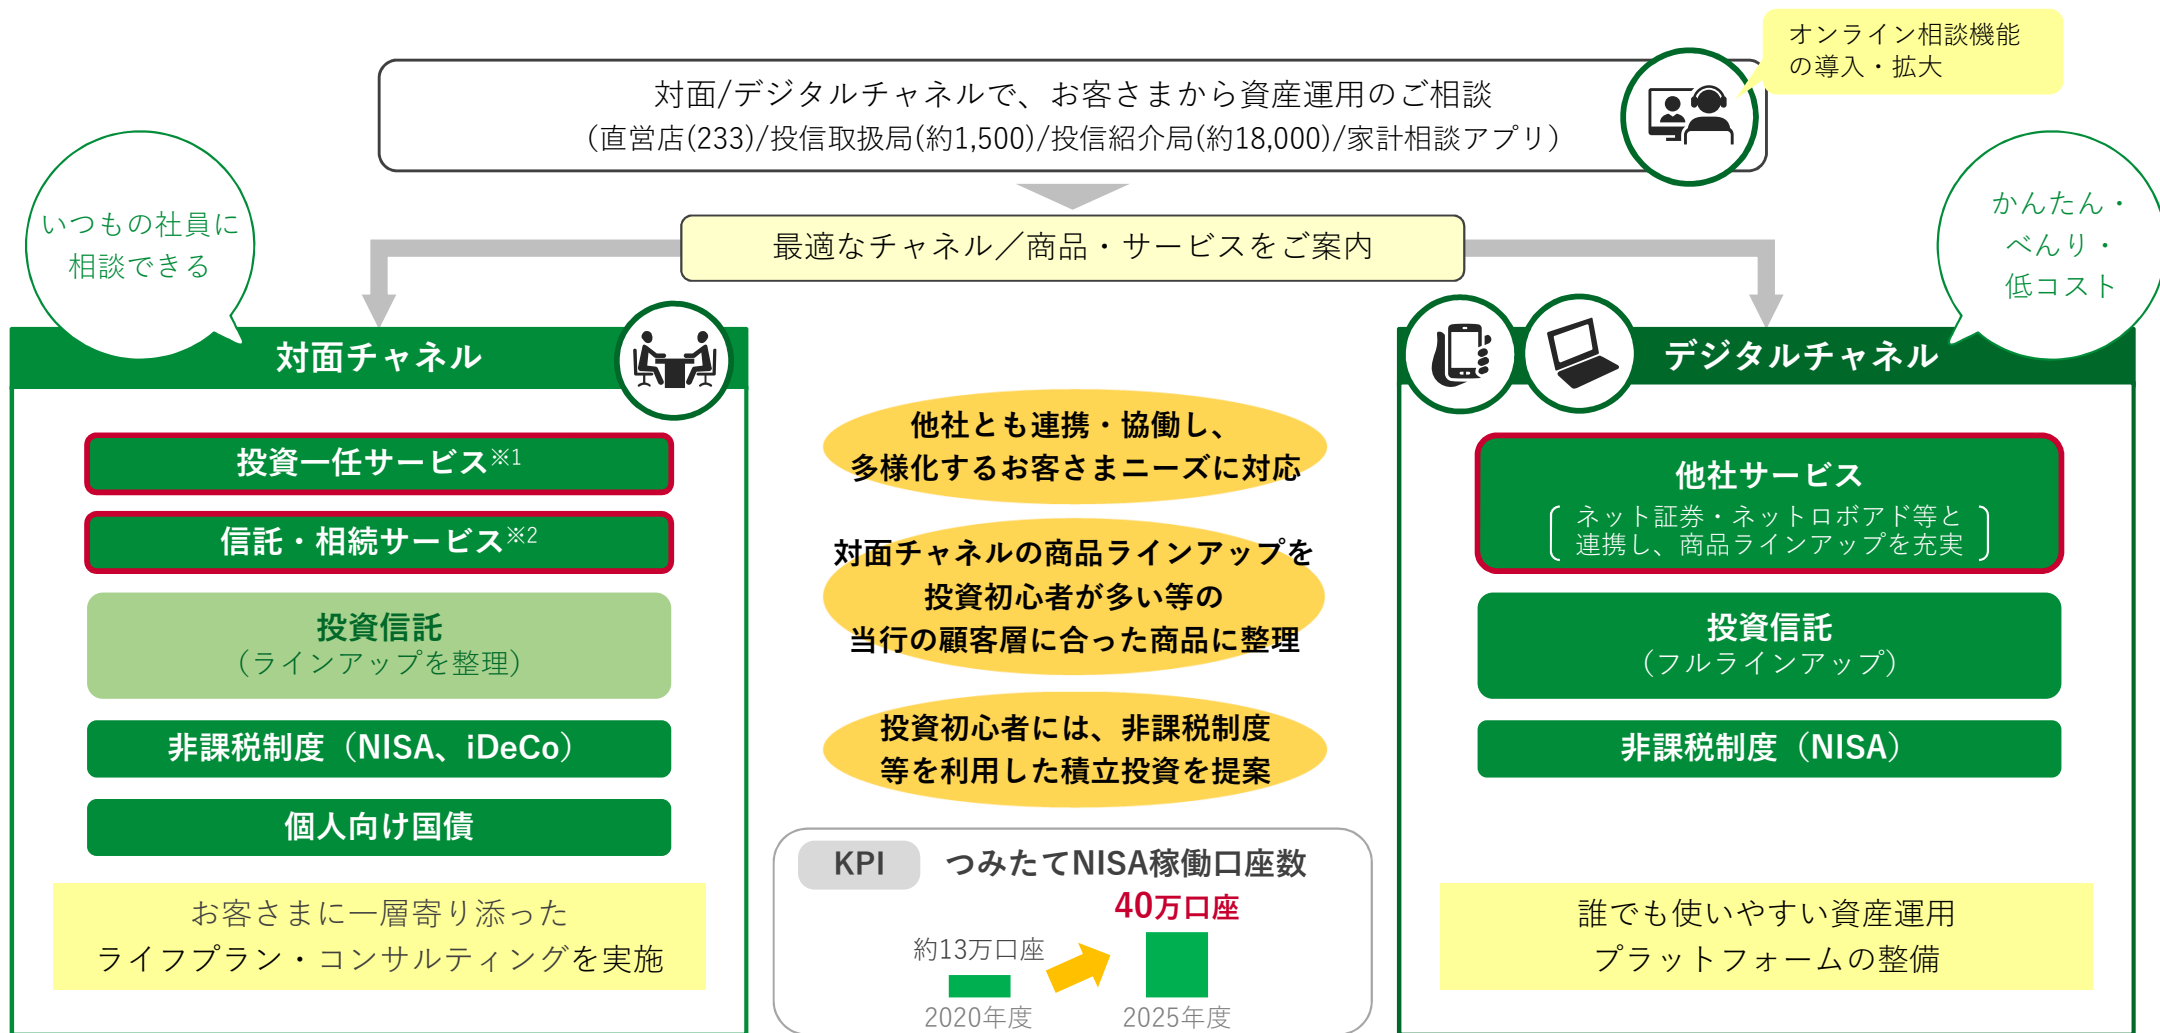 オンライン相談機能
の導入・拡大
対面/デジタルチャネルで、お客さまから資産運用のご相談
(直営店(233)/投信取扱局(約1,500)/投信紹介局(約18,000)/家計相談アプリ)
いつもの社員に
相談できる
かんたん・
べんり・
低コスト
最適なチャネル／商品・サービスをご案内
対面チャネル
投資一任サービス※1
信託・相続サービス※2
投資信託
(ラインアップを整理)
非課税制度（NISA、iDeCo）
個人向け国債
お客さまに一層寄り添った
ライフプラン・コンサルティングを実施
他社とも連携・協働し、
多様化するお客さまニーズに対応
対面チャネルの商品ラインアップを
投資初心者が多い等の
当行の顧客層に合った商品に整理
投資初心者には、非課税制度
等を利用した積立投資を提案
KPI つみたてNISA稼働口座数
40万口座
約13万口座
2020年度 2025年度
デジタルチャネル
他社サービス
ネット証券・ネットロボアド等と
連携し、商品ラインアップを充実
投資信託
（フルラインアップ）
非課税制度（NISA）
誰でも使いやすい資産運用
プラットフォームの整備